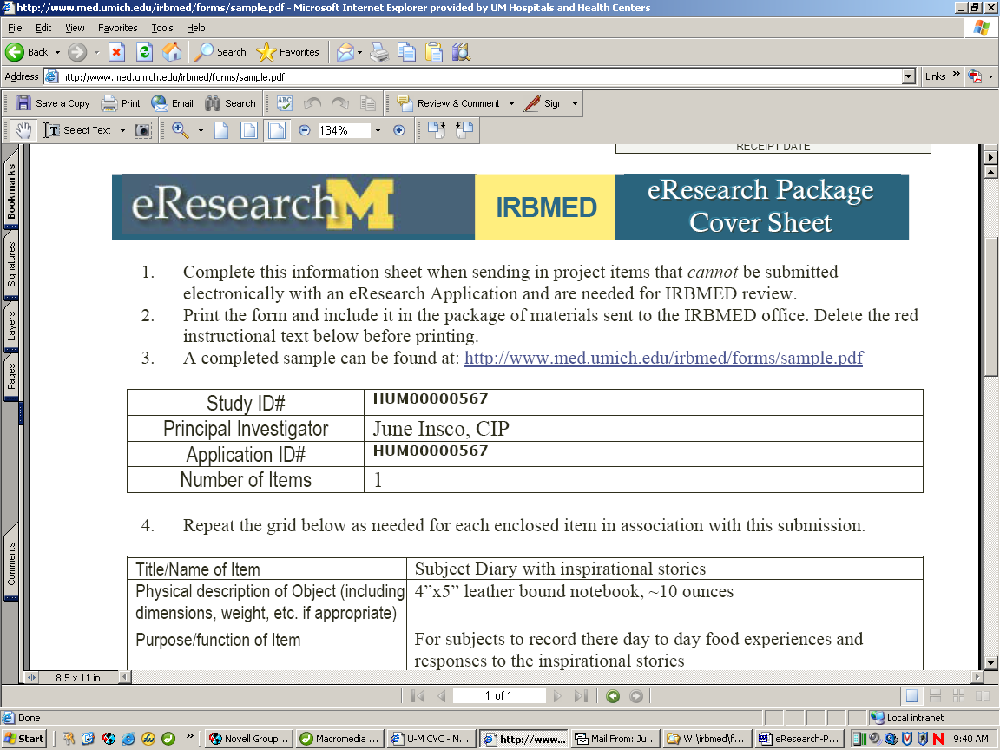 http://www.med.umich.edu/irbmed/forms/sample.pdf - Microsoft Internet Explorer provided by UM Hospitals and Health Centers
File Edit View Favorites Tools Help
Back Search Favorites
Address http://www.med.umich.edu/irbmed/forms/sample.pdf Links »
Save a Copy Print Email Search ABC Review & Comment Sign
T Select Text 134%
RECEIPT DATE
Bookmarks
Signatures
Layers
Pages
Comments
eResearch M IRBMED eResearch Package
Cover Sheet
1. Complete this information sheet when sending in project items that cannot be submitted
electronically with an eResearch Application and are needed for IRBMED review.
2. Print the form and include it in the package of materials sent to the IRBMED office. Delete the red
instructional text below before printing.
3. A completed sample can be found at: http://www.med.umich.edu/irbmed/forms/sample.pdf
Study ID# HUM00000567
Principal Investigator June Insco, CIP
Application ID# HUM00000567
Number of Items 1
4. Repeat the grid below as needed for each enclosed item in association with this submission.
Title/Name of Item Subject Diary with inspirational stories
Physical description of Object (including 4”x5” leather bound notebook, ~10 ounces
dimensions, weight, etc. if appropriate)
Purpose/function of Item For subjects to record there day to day food experiences and
responses to the inspirational stories
8.5 x 11 in
1 of 1
Done Local intranet
Start » Novell Group... Macromedia ... U-M CVC - N... http://www... Mail From: Ju... W:\irbmed\f... eResearch-P... 9:40 AM